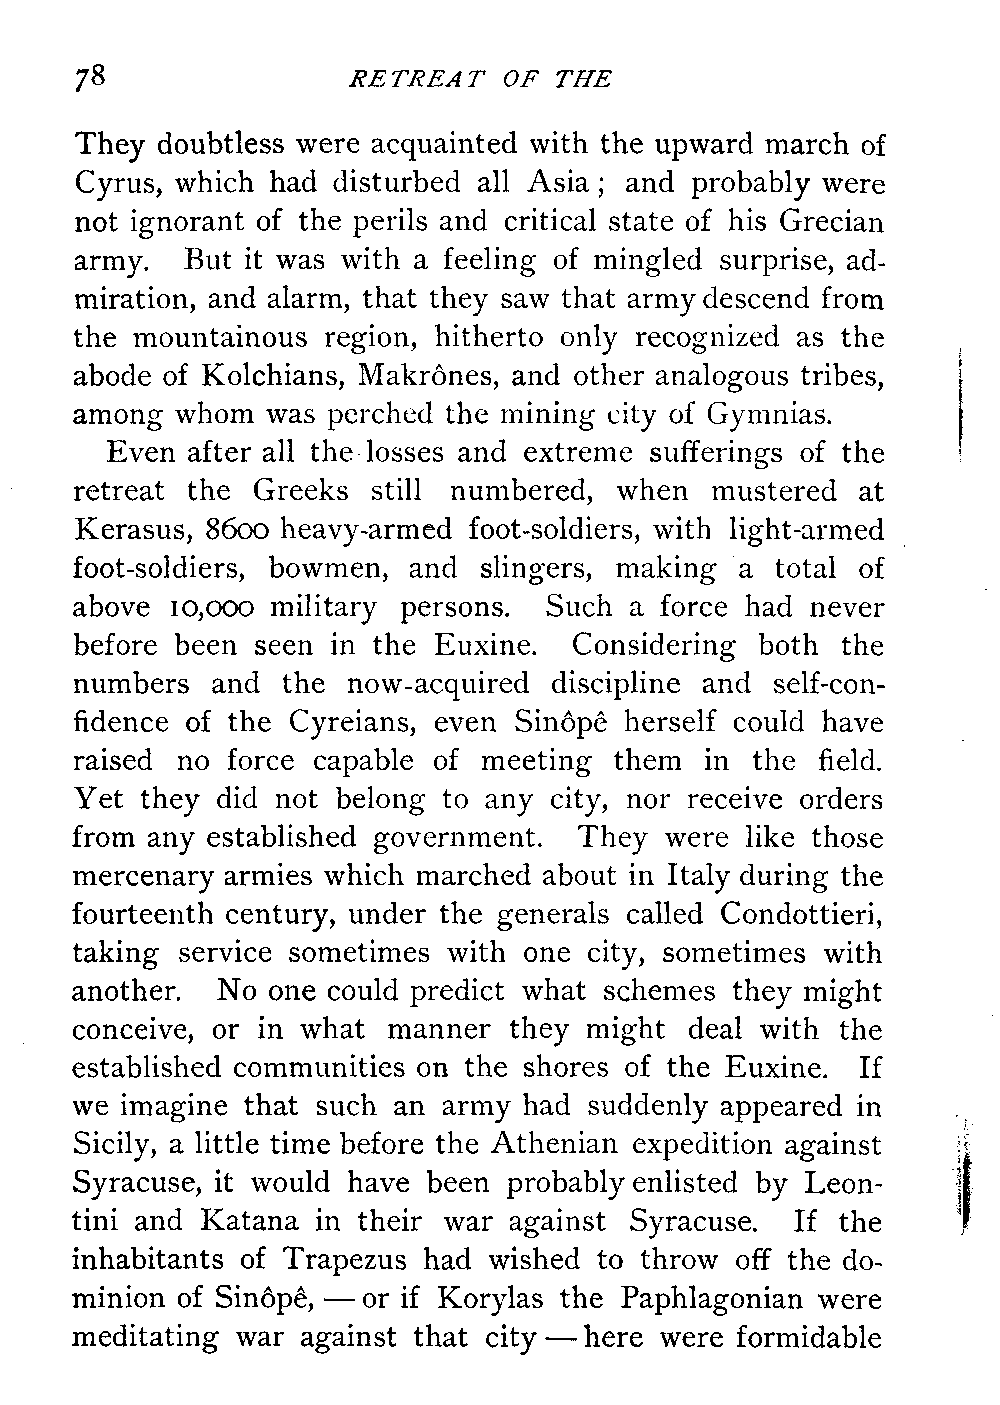 78 RETREAT OF THE
They doubtless were acquainted with the upward march of
Cyrus, which had disturbed all Asia; and probably were
not ignorant of the perils and critical state of his Grecian
army. But it was with a feeling of mingled surprise, ad-
miration, and alarm, that they saw that army descend from
the mountainous region, hitherto only recognized as the
abode of Kolchians, Makrônes, and other analogous tribes,
among whom was perched the mining city of Gymnias.
Even after all the losses and extreme sufferings of the
retreat the Greeks still numbered, when mustered at
Kerasus, 8600 heavy-armed foot-soldiers, with light-armed
foot-soldiers, bowmen, and slingers, making a total of
above 10,000 military persons. Such a force had never
before been seen in the Euxine. Considering both the
numbers and the now-acquired discipline and self-con-
fidence of the Cyreians, even Sinôpê herself could have
raised no force capable of meeting them in the field.
Yet they did not belong to any city, nor receive orders
from any established government. They were like those
mercenary armies which marched about in Italy during the
fourteenth century, under the generals called Condottieri,
taking service sometimes with one city, sometimes with
another. No one could predict what schemes they might
conceive, or in what manner they might deal with the
established communities on the shores of the Euxine. If
we imagine that such an army had suddenly appeared in
Sicily, a little time before the Athenian expedition against
Syracuse, it would have been probably enlisted by Leon-
tini and Katana in their war against Syracuse. If the
inhabitants of Trapezus had wished to throw off the do-
minion of Sinôpê, — or if Korylas the Paphlagonian were
meditating war against that city — here were formidable